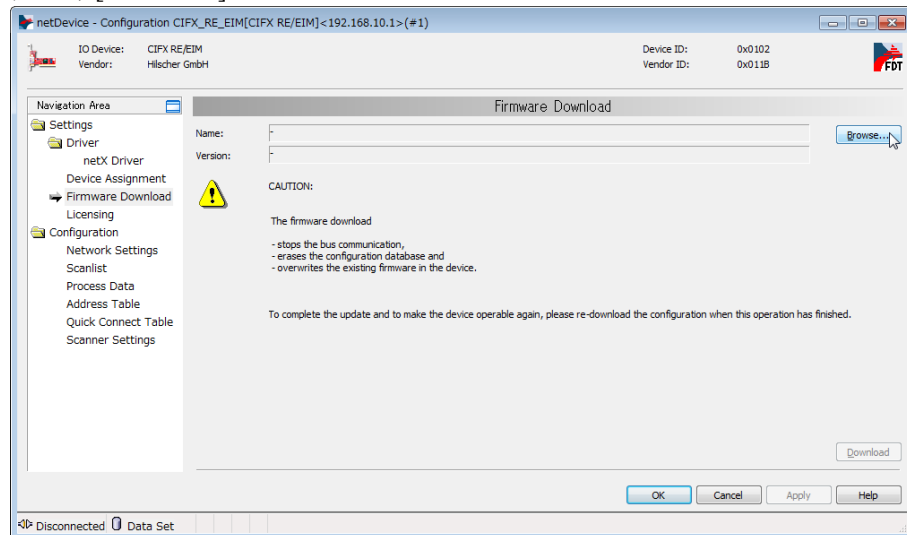 netDevice - Configuration CIFX_RE_EIM[CIFX RE/EIM]<192.168.10.1>(#1)
IO Device: CIFX RE/EIM Device ID: 0x0102
Vendor: Hilscher GmbH Vendor ID: 0x011B
FDT
Navigation Area
Firmware Download
Settings
Driver
netX Driver
Device Assignment
Firmware Download
Licensing
Configuration
Network Settings
Scanlist
Process Data
Address Table
Quick Connect Table
Scanner Settings
Name: - Browse...
Version: -
CAUTION:
The firmware download
- stops the bus communication,
- erases the configuration database and
- overwrites the existing firmware in the device.
To complete the update and to make the device operable again, please re-download the configuration when this operation has finished.
Download
OK Cancel Apply Help
Disconnected Data Set